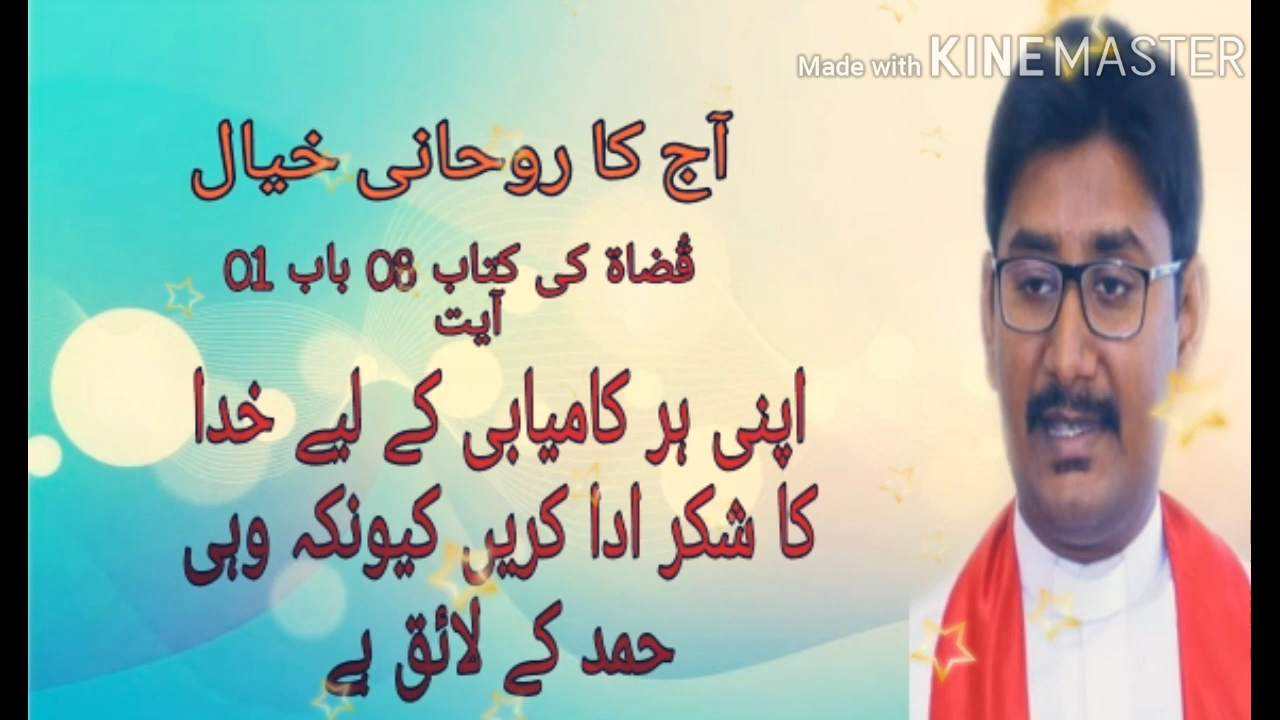 Made with KINEMASTER
آج کا روحانی خیال
قُضاۃ کی کتاب 08 باب 01
آیت
اپنی ہر کامیابی کے لیے خدا
کا شکر ادا کریں کیونکہ وہی
حمد کے لائق ہے